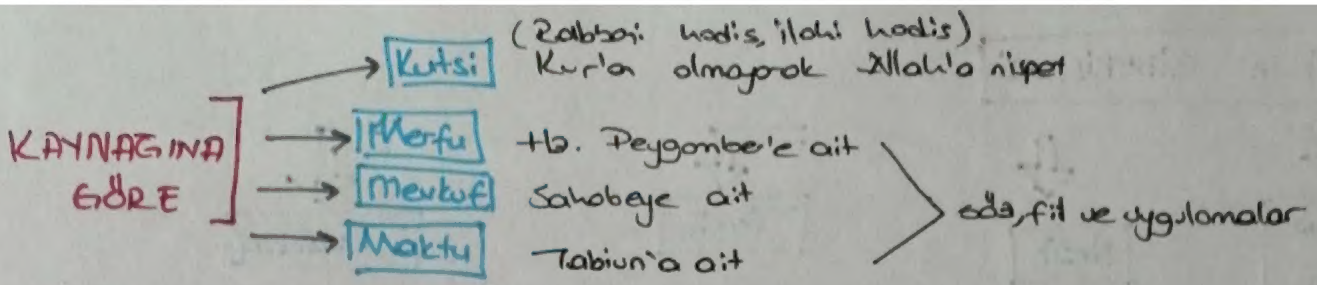 (Rabbani hadis, ilahi hadis)
Kutsi Kur'an olmayarak Allah'a nispet
KAYNAĞINA GÖRE
Merfu Hz. Peygamber'e ait
Mevkuf Sahabeye ait
söz, fiil ve uygulamalar
Maktu Tabiun'a ait